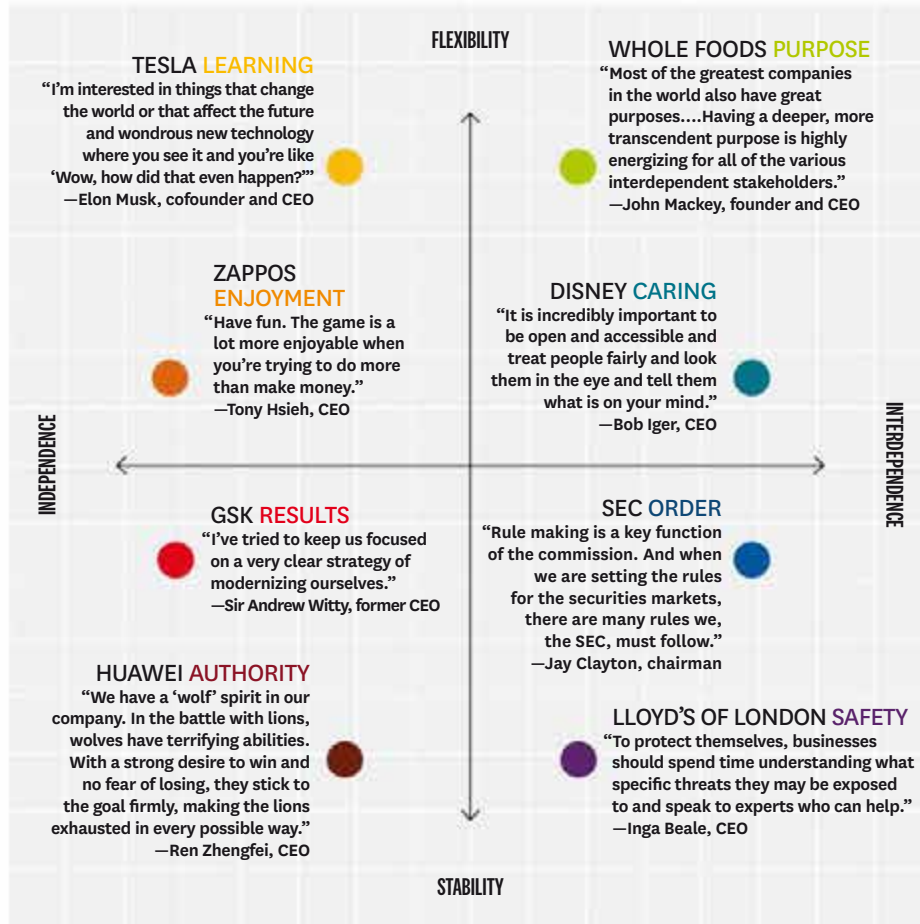 FLEXIBILITY
TESLA LEARNING
“I’m interested in things that change
the world or that affect the future
and wondrous new technology
where you see it and you’re like
‘Wow, how did that even happen?’”
—Elon Musk, cofounder and CEO
WHOLE FOODS PURPOSE
“Most of the greatest companies
in the world also have great
purposes....Having a deeper, more
transcendent purpose is highly
energizing for all of the various
interdependent stakeholders.”
—John Mackey, founder and CEO
ZAPPOS
ENJOYMENT
“Have fun. The game is a
lot more enjoyable when
you’re trying to do more
than make money.”
—Tony Hsieh, CEO
DISNEY CARING
“It is incredibly important to
be open and accessible and
treat people fairly and look
them in the eye and tell them
what is on your mind.”
—Bob Iger, CEO
INDEPENDENCE
INTERDEPENDENCE
GSK RESULTS
“I’ve tried to keep us focused
on a very clear strategy of
modernizing ourselves.”
—Sir Andrew Witty, former CEO
SEC ORDER
“Rule making is a key function
of the commission. And when
we are setting the rules
for the securities markets,
there are many rules we,
the SEC, must follow.”
—Jay Clayton, chairman
HUAWEI AUTHORITY
“We have a ‘wolf’ spirit in our
company. In the battle with lions,
wolves have terrifying abilities.
With a strong desire to win and
no fear of losing, they stick to
the goal firmly, making the lions
exhausted in every possible way.”
—Ren Zhengfei, CEO
LLOYD’S OF LONDON SAFETY
“To protect themselves, businesses
should spend time understanding what
specific threats they may be exposed
to and speak to experts who can help.”
—Inga Beale, CEO
STABILITY